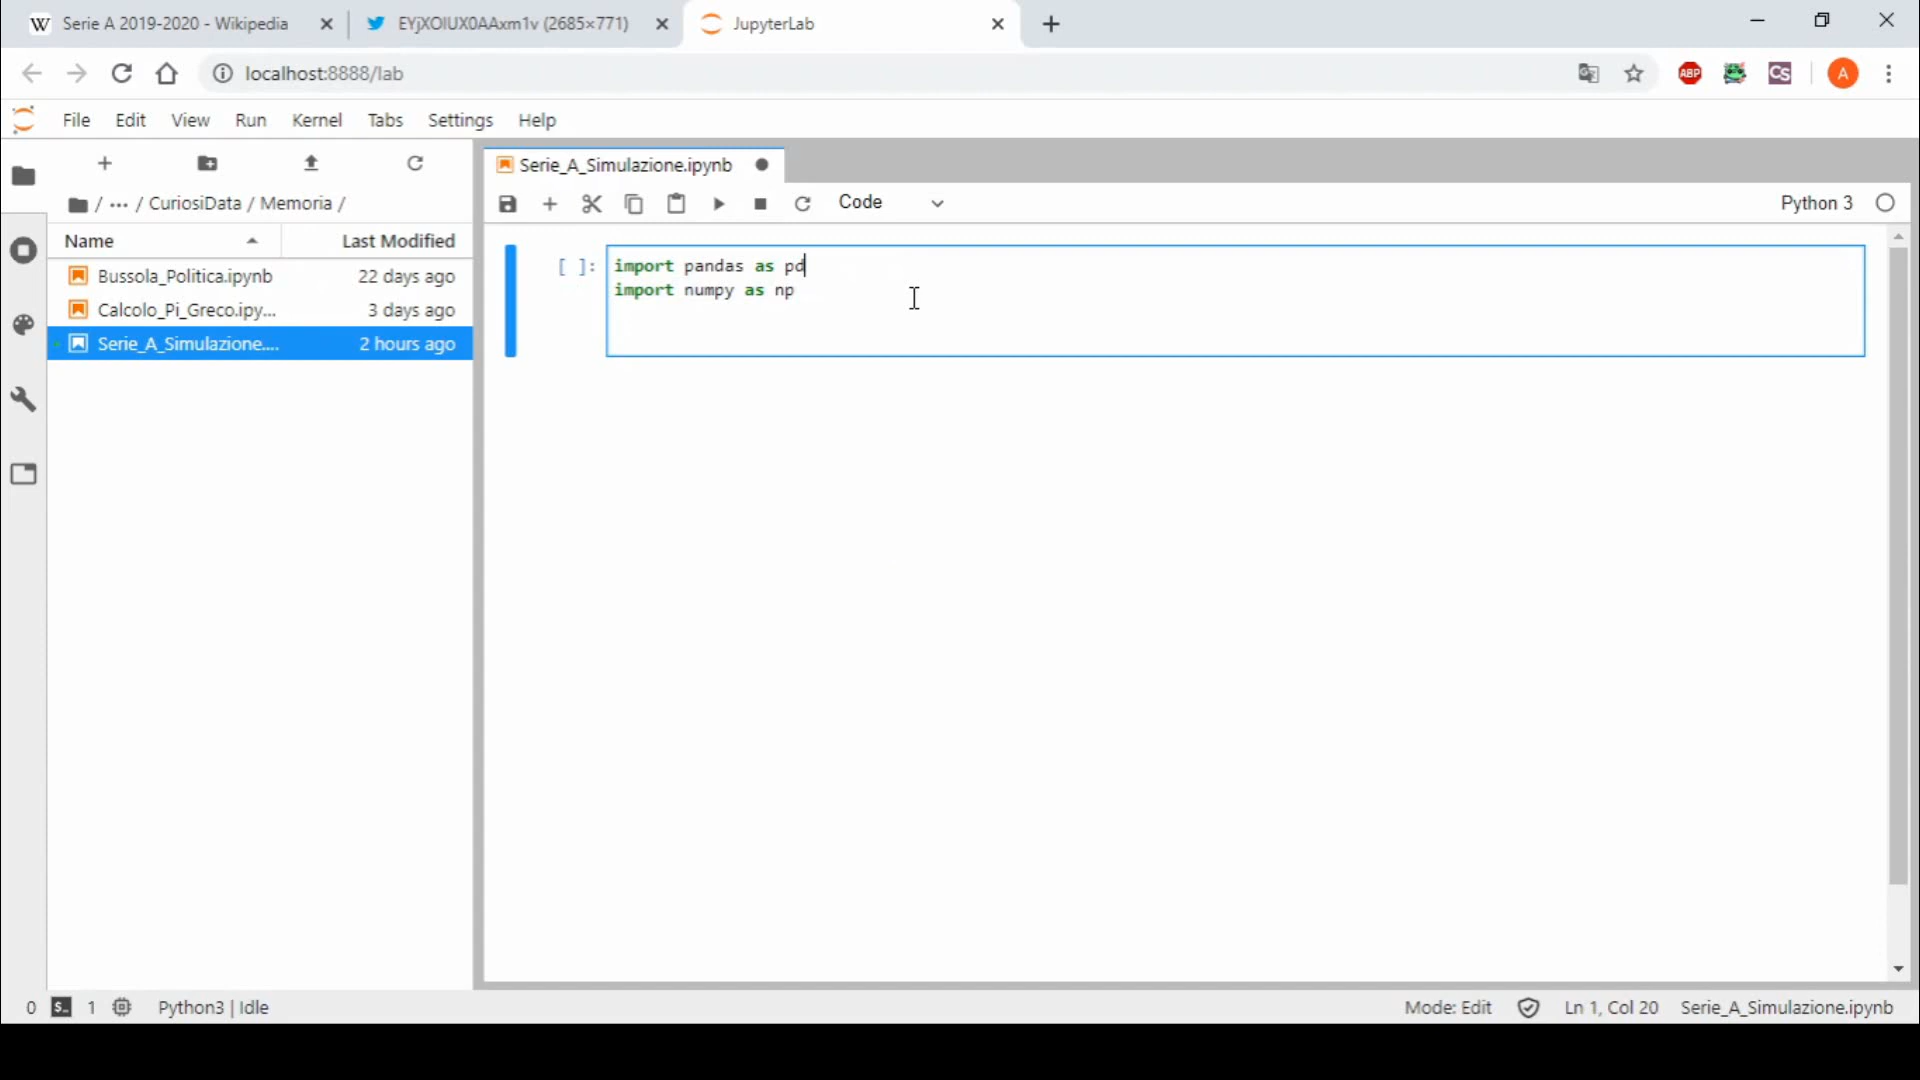 W Serie A 2019-2020 - Wikipedia
EYjXOIUX0AAxm1v (2685×771)
JupyterLab
localhost:8888/lab
ABP
CS
A
File Edit View Run Kernel Tabs Settings Help
Serie_A_Simulazione.ipynb
/ ··· / CuriosiData / Memoria /
Code
Python 3
Name Last Modified
Bussola_Politica.ipynb 22 days ago
Calcolo_Pi_Greco.ipy... 3 days ago
Serie_A_Simulazione.... 2 hours ago
[ ]: import pandas as pd
import numpy as np
0 1 Python3 | Idle Mode: Edit Ln 1, Col 20 Serie_A_Simulazione.ipynb